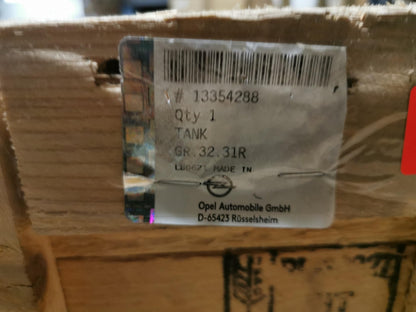 # 13354288
Qty 1
TANK
GR.32.31R
MADE IN
Opel Automobile GmbH
D-65423 Rüsselsheim